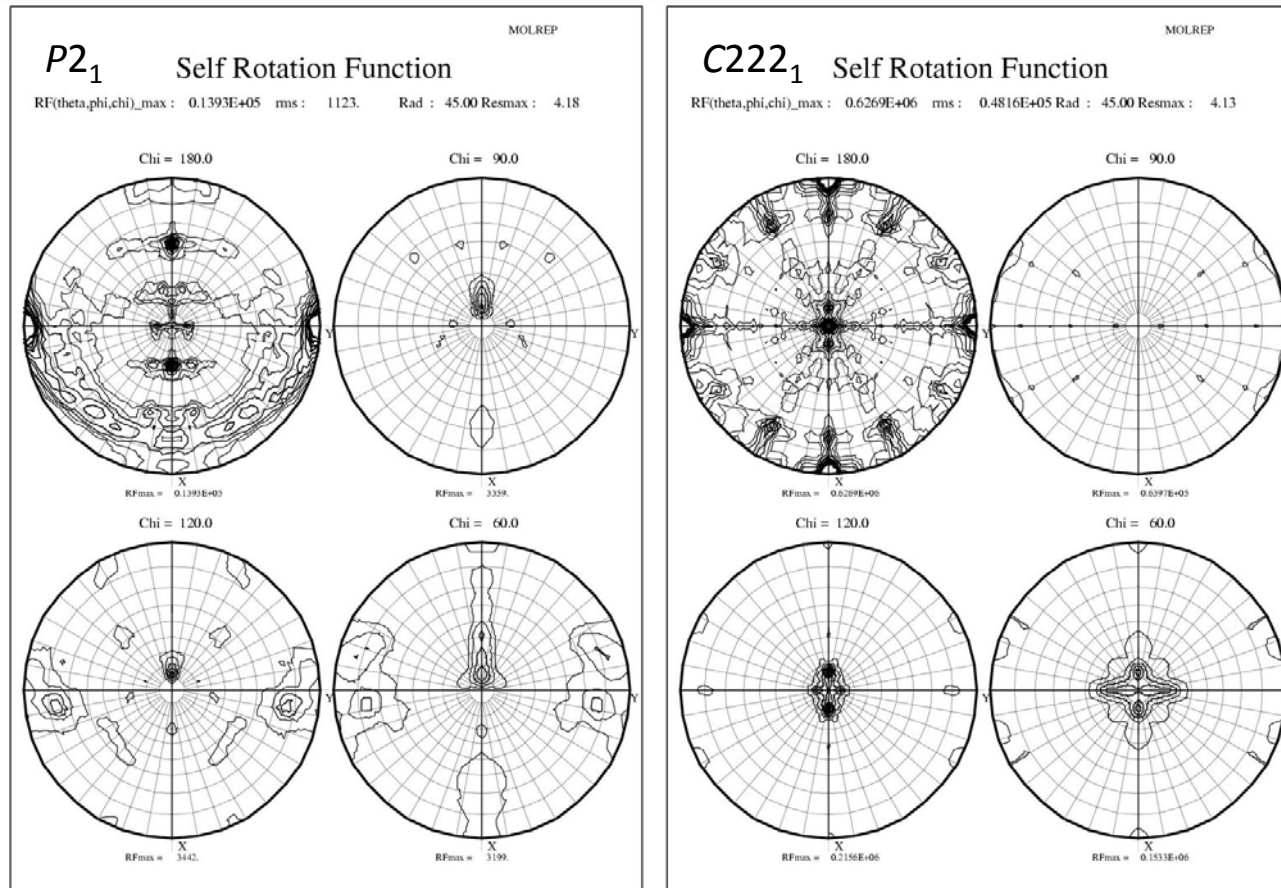 MOLREP
P2₁ Self Rotation Function
RF(theta,phi,chi)_max : 0.1393E+05 rms : 1123. Rad : 45.00 Resmax : 4.18
Chi = 180.0
Chi = 90.0
Y
Y
X
X
RFmax = 0.1393E+05
RFmax = 3359.
Chi = 120.0
Chi = 60.0
Y
Y
X
X
RFmax = 3442.
RFmax = 3199.
MOLREP
C222₁ Self Rotation Function
RF(theta,phi,chi)_max : 0.6269E+06 rms : 0.4816E+05 Rad : 45.00 Resmax : 4.13
Chi = 180.0
Chi = 90.0
Y
X
X
RFmax = 0.6269E+06
RFmax = 0.6397E+05
Chi = 120.0
Chi = 60.0
Y
X
X
RFmax = 0.2156E+06
RFmax = 0.1533E+06